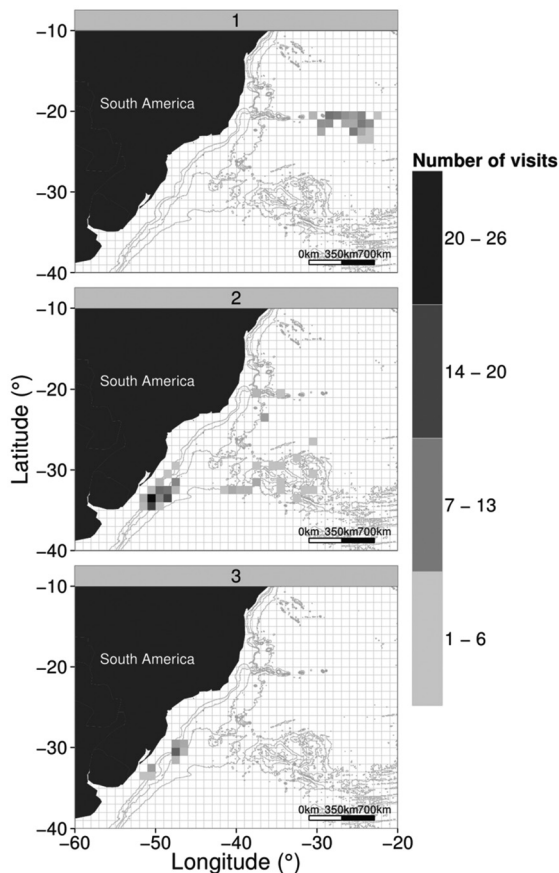 1
−10
−20
−30
−40
South America
0km 350km700km
2
−10
−20
−30
−40
South America
0km 350km700km
3
−10
−20
−30
−40
South America
0km 350km700km
−60
−50
−40
−30
−20
Latitude (°)
Longitude (°)
Number of visits
20 − 26
14 − 20
7 − 13
1 − 6